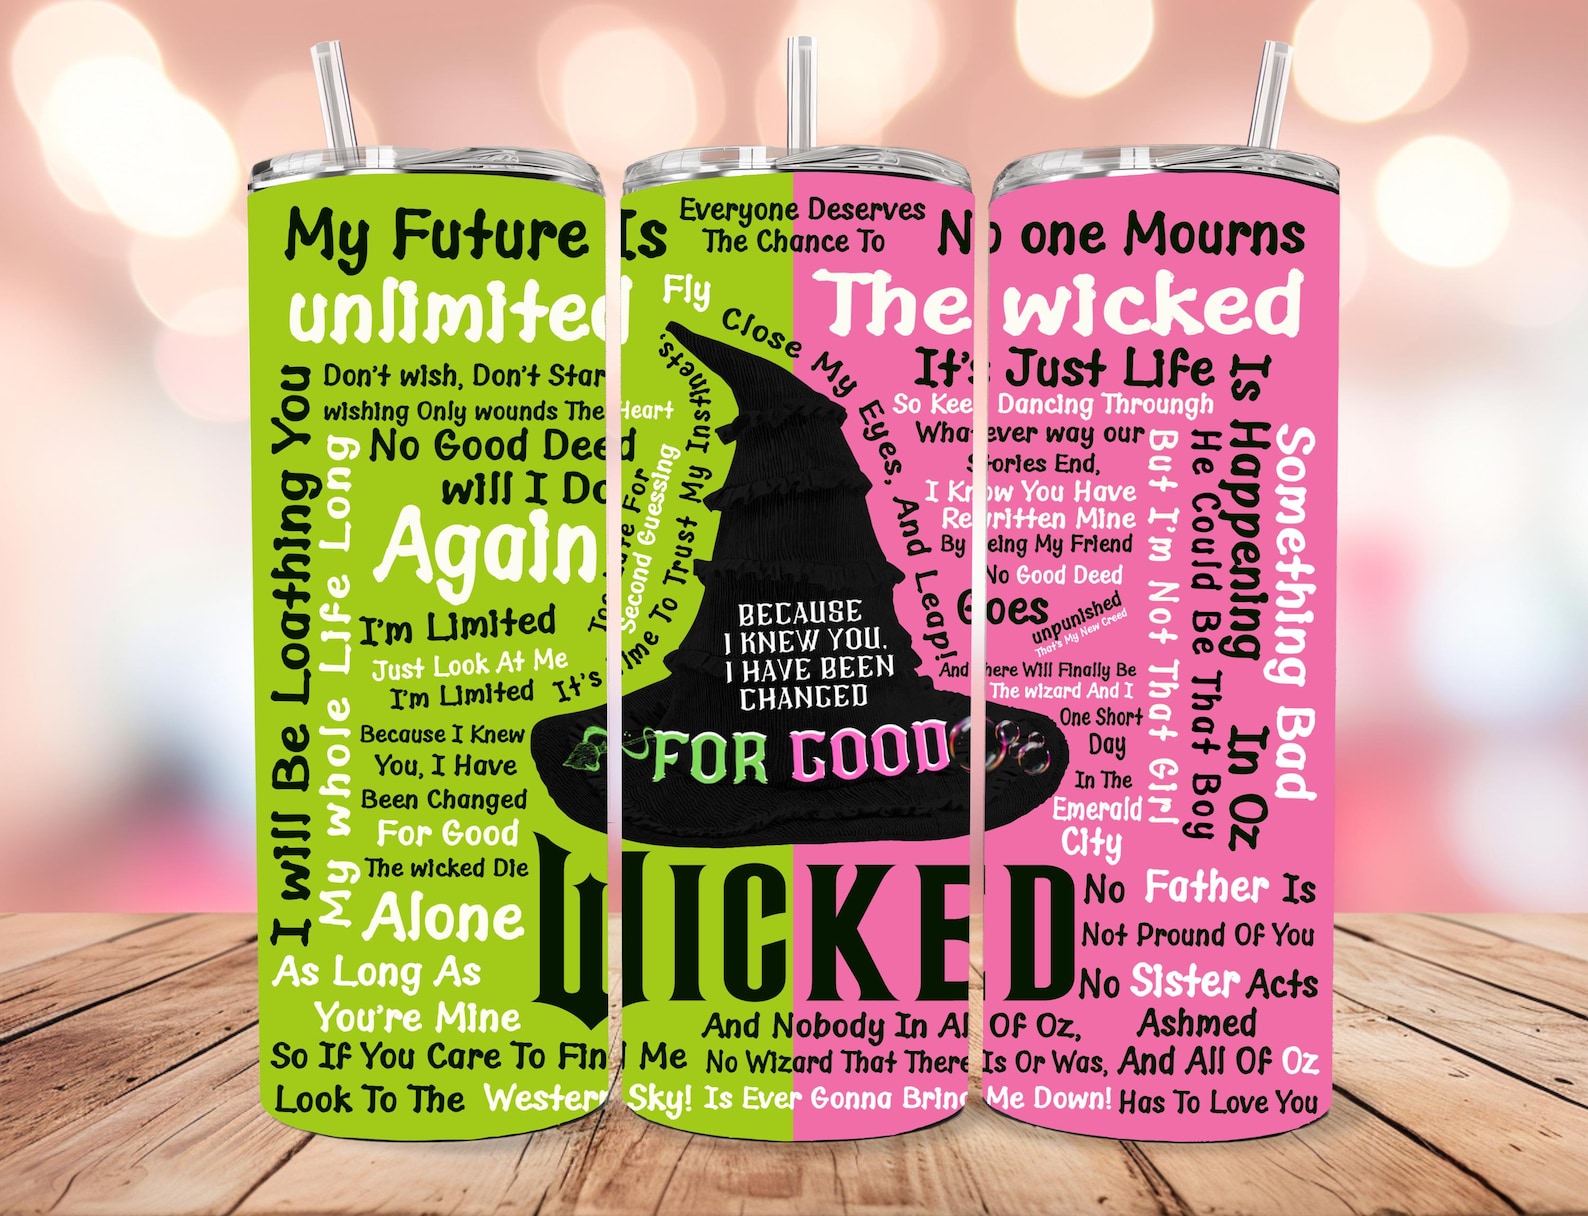 My Future Is
unlimited
Don't wish, Don't Star
wishing Only wounds The Heart
No Good Deed
will I Do
Again
I will Be Loathing You
My whole Life Long
I'm Limited
Just Look At Me
I'm Limited
Because I Knew
You, I Have
Been Changed
For Good
The wicked Die
Alone
As Long As
You're Mine
So If You Care To Find Me
Look To The Western Sky!
Everyone Deserves
The Chance To
Fly
Close My Eyes, And Leap!
Second Guessing
It's Time To Trust My Instincts,
BECAUSE
I KNEW YOU,
I HAVE BEEN
CHANGED
FOR GOOD
WICKED
And Nobody In All Of Oz,
No Wizard That There Is Or Was,
Is Ever Gonna Bring Me Down!
No one Mourns
The wicked
It's Just Life
So Keep Dancing Throungh
Whatever way our
Stories End,
I Know You Have
Rewritten Mine
By Being My Friend
No Good Deed
Goes
unpunished
That's My New Creed
And there Will Finally Be
The wizard And I
One Short
Day
In The
Emerald
City
But I'm Not That Girl
He Could Be That Boy
Is Happening In Oz
Something Bad
No Father Is
Not Pround Of You
No Sister Acts
Ashmed
And All Of Oz
Has To Love You